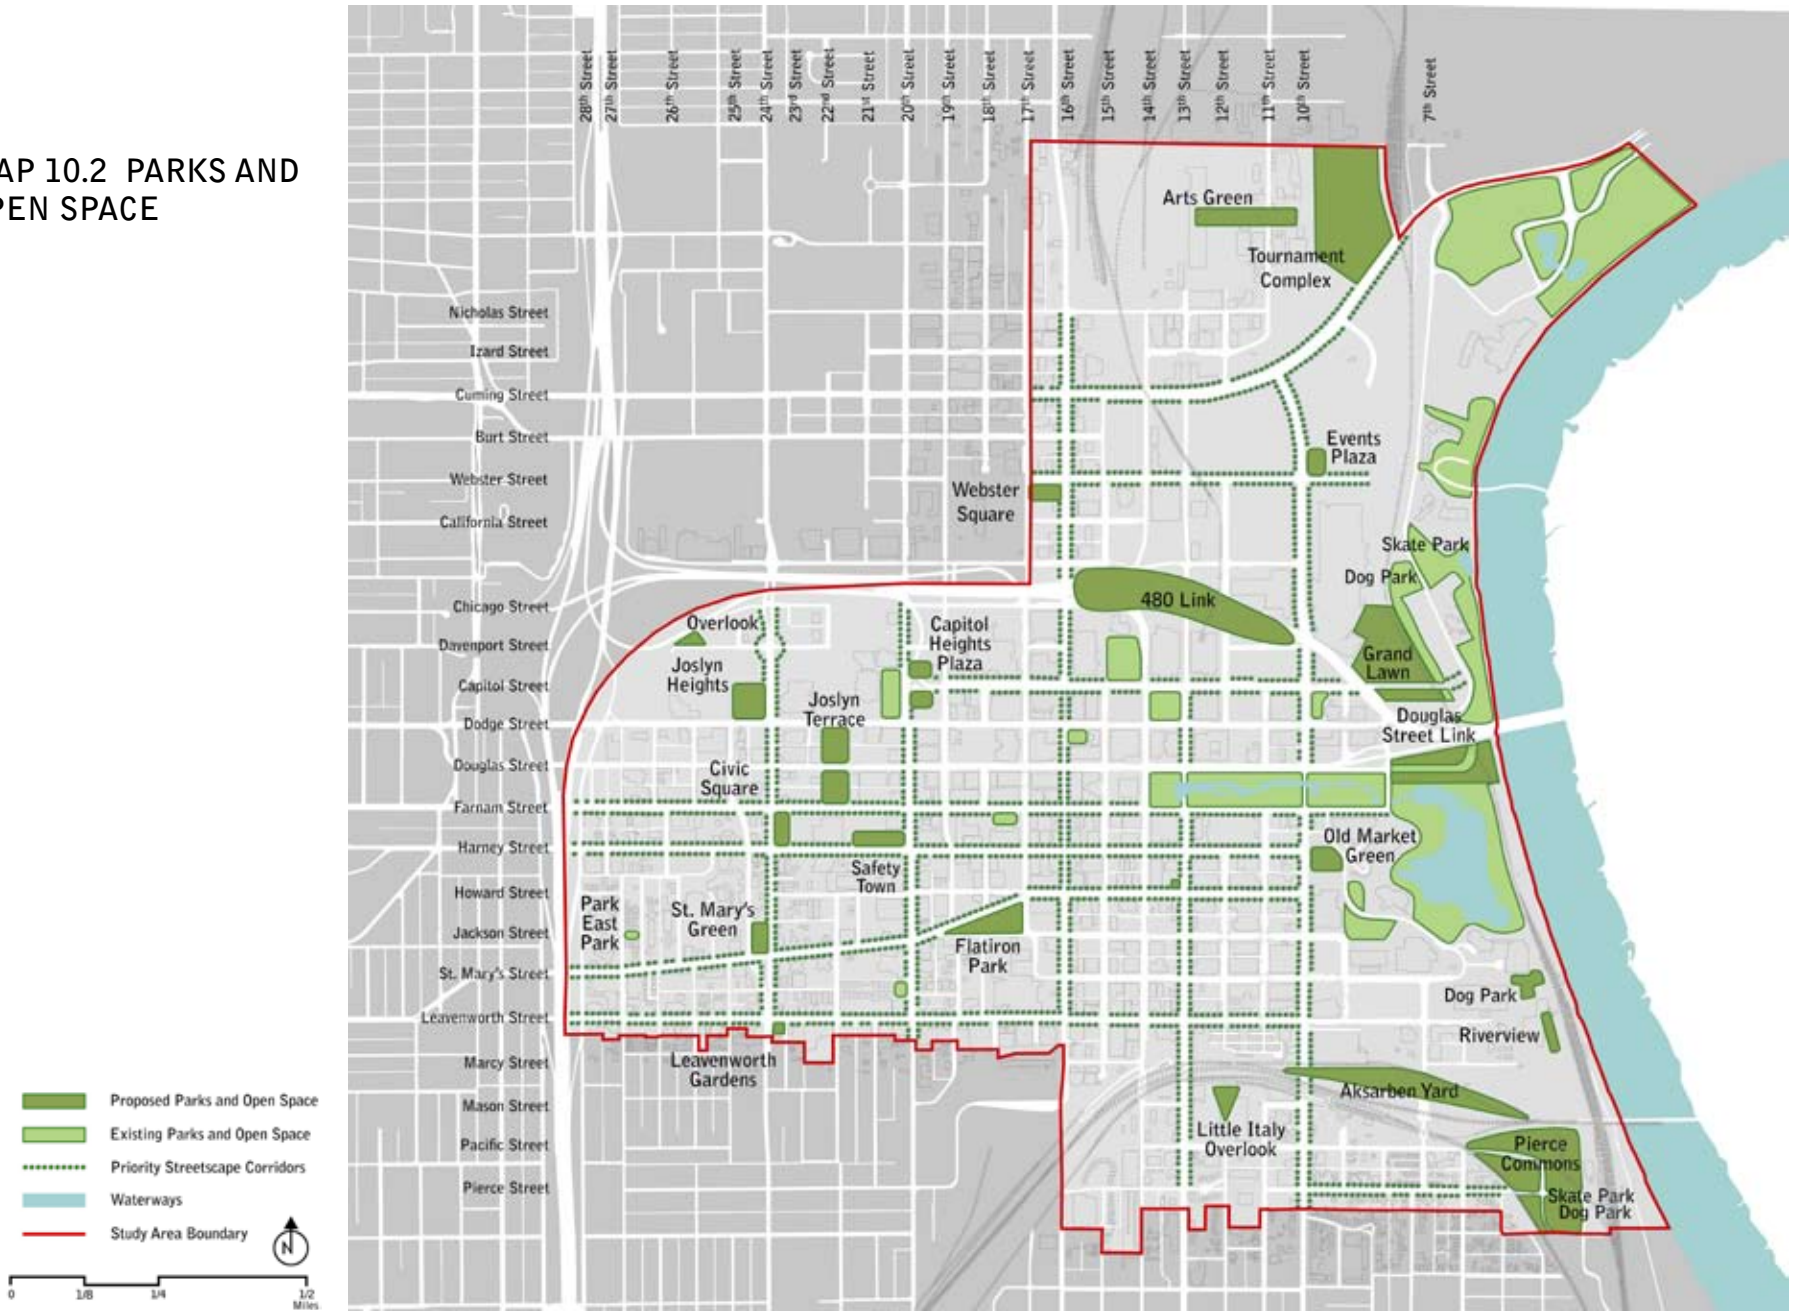 AP 10.2 PARKS AND
PEN SPACE
28th Street
27th Street
26th Street
25th Street
24th Street
23rd Street
22nd Street
21st Street
20th Street
19th Street
18th Street
17th Street
16th Street
15th Street
14th Street
13th Street
12th Street
11th Street
10th Street
7th Street
Nicholas Street
Izard Street
Cuming Street
Burt Street
Webster Street
California Street
Chicago Street
Davenport Street
Capitol Street
Dodge Street
Douglas Street
Farnam Street
Harney Street
Howard Street
Jackson Street
St. Mary's Street
Leavenworth Street
Marcy Street
Mason Street
Pacific Street
Pierce Street
Arts Green
Tournament
Complex
Events
Plaza
Webster
Square
Skate Park
Dog Park
480 Link
Overlook
Capitol
Heights
Plaza
Grand
Lawn
Joslyn
Heights
Joslyn
Terrace
Douglas
Street Link
Civic
Square
Old Market
Green
Safety
Town
Park
East
Park
St. Mary's
Green
Flatiron
Park
Dog Park
Riverview
Leavenworth
Gardens
Aksarben Yard
Little Italy
Overlook
Pierce
Commons
Skate Park
Dog Park
Proposed Parks and Open Space
Existing Parks and Open Space
Priority Streetscape Corridors
Waterways
Study Area Boundary
N
0 1/8 1/4 1/2
Miles